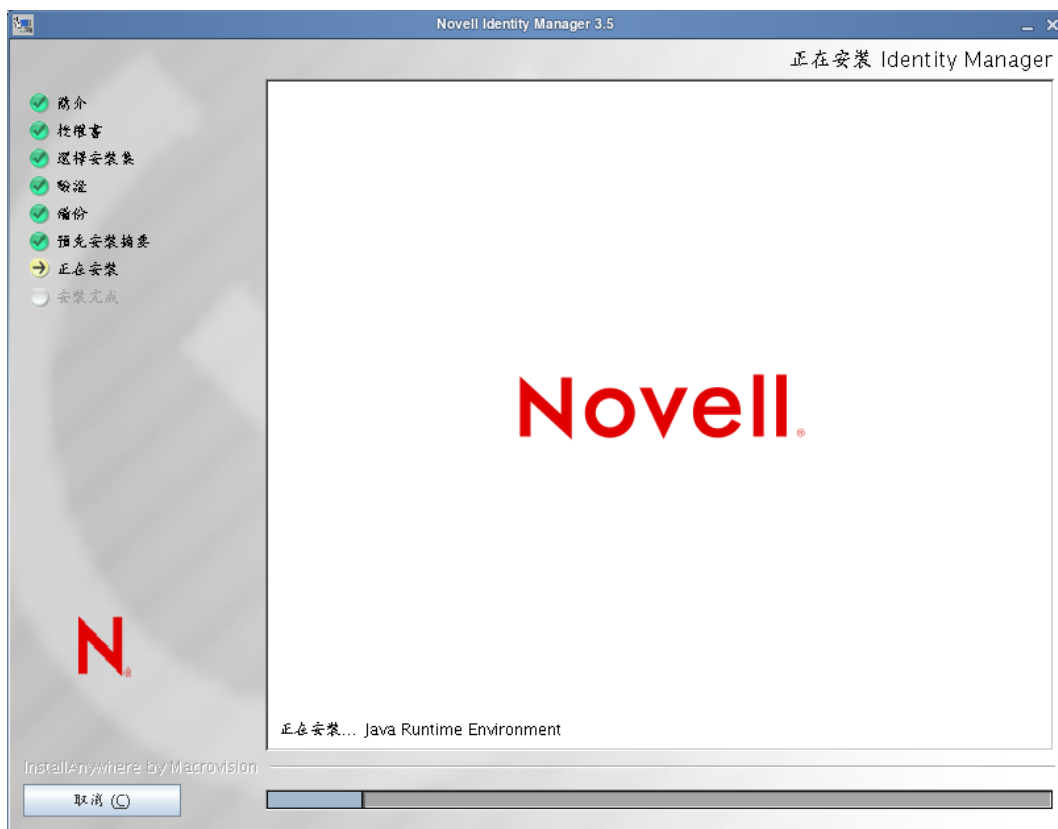 Novell Identity Manager 3.5
正在安裝 Identity Manager
簡介
授權書
選擇安裝集
驗證
備份
預先安裝摘要
正在安裝
安裝完成
Novell®
N®
正在安裝... Java Runtime Environment
InstallAnywhere by Macrovision
取消 (C)